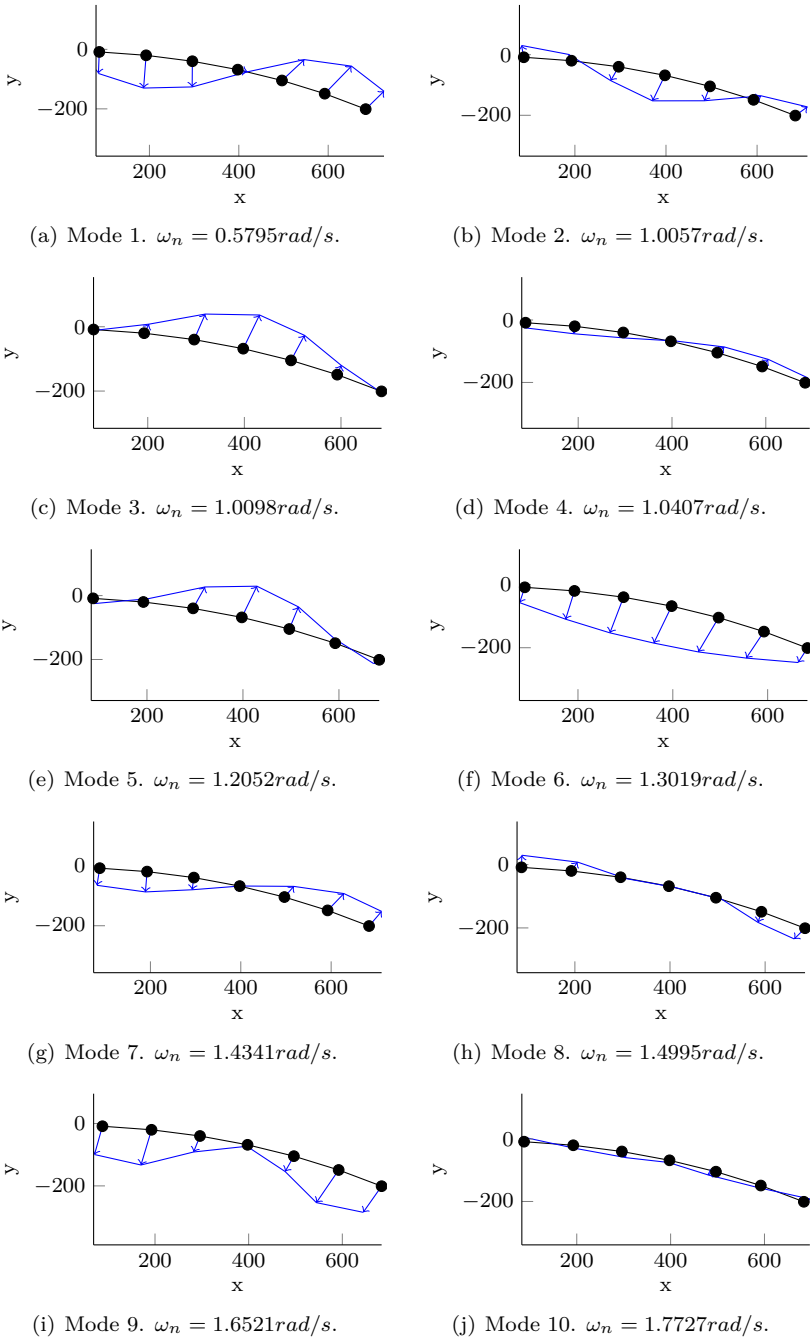 y
0
−200
200
400
600
x
(a) Mode 1. ωn = 0.5795rad/s.
y
0
−200
200
400
600
x
(b) Mode 2. ωn = 1.0057rad/s.
y
0
−200
200
400
600
x
(c) Mode 3. ωn = 1.0098rad/s.
y
0
−200
200
400
600
x
(d) Mode 4. ωn = 1.0407rad/s.
y
0
−200
200
400
600
x
(e) Mode 5. ωn = 1.2052rad/s.
y
0
−200
200
400
600
x
(f) Mode 6. ωn = 1.3019rad/s.
y
0
−200
200
400
600
x
(g) Mode 7. ωn = 1.4341rad/s.
y
0
−200
200
400
600
x
(h) Mode 8. ωn = 1.4995rad/s.
y
0
−200
200
400
600
x
(i) Mode 9. ωn = 1.6521rad/s.
y
0
−200
200
400
600
x
(j) Mode 10. ωn = 1.7727rad/s.